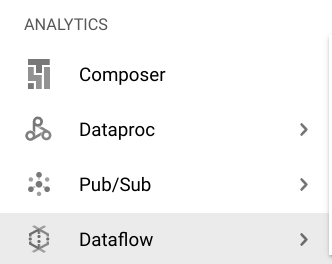 ANALYTICS
Composer
Dataproc
Pub/Sub
Dataflow